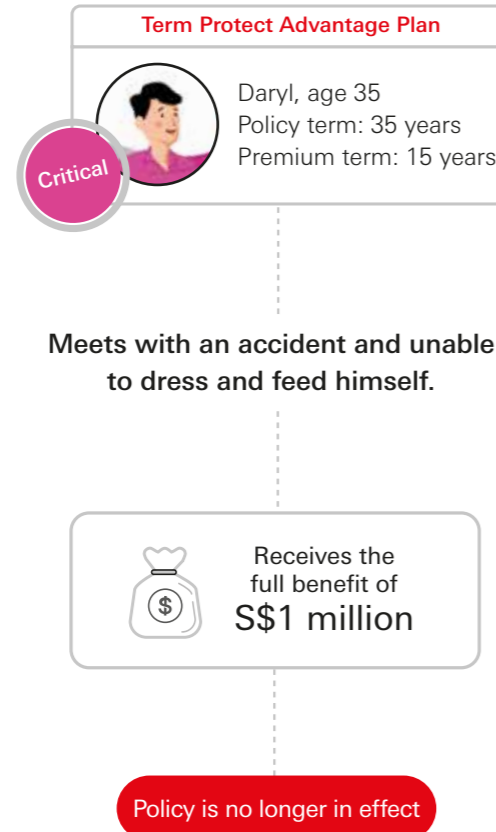 Term Protect Advantage Plan
Daryl, age 35
Policy term: 35 years
Premium term: 15 years
Critical
Meets with an accident and unable
to dress and feed himself.
$
Receives the
full benefit of
S$1 million
Policy is no longer in effect